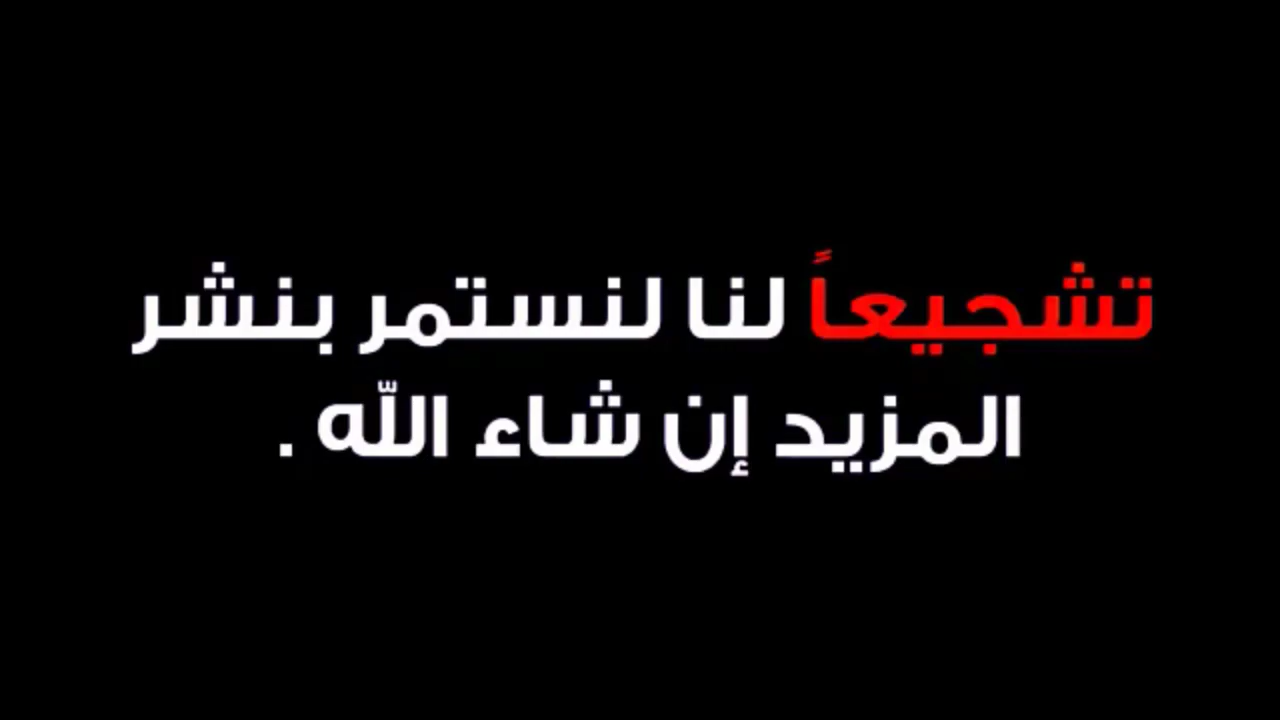 تشجيعاً لنا لنستمر بنشر
المزيد إن شاء اللّه .